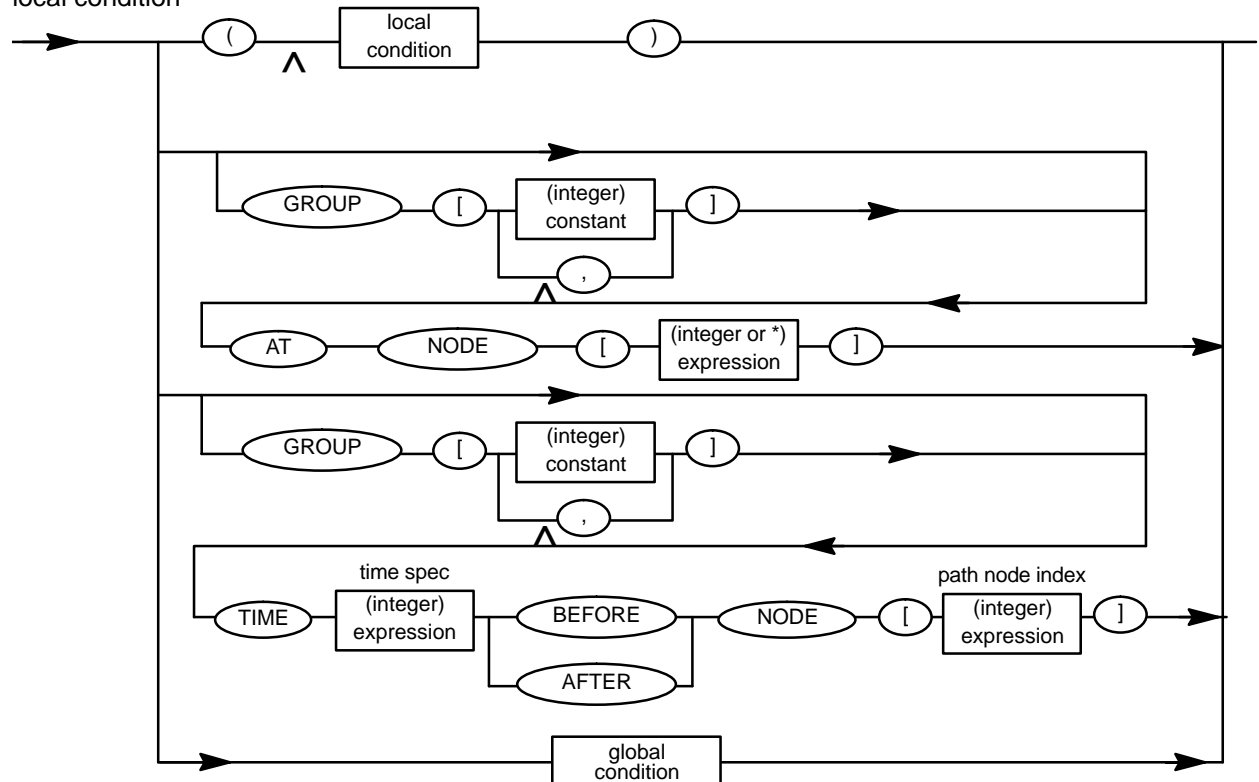 local condition
( ^ local
condition )
GROUP [ (integer)
constant ]
,
^
AT NODE [ (integer or *)
expression ]
GROUP [ (integer)
constant ]
,
^
time spec
path node index
TIME (integer)
expression BEFORE NODE [ (integer)
expression ]
AFTER
global
condition